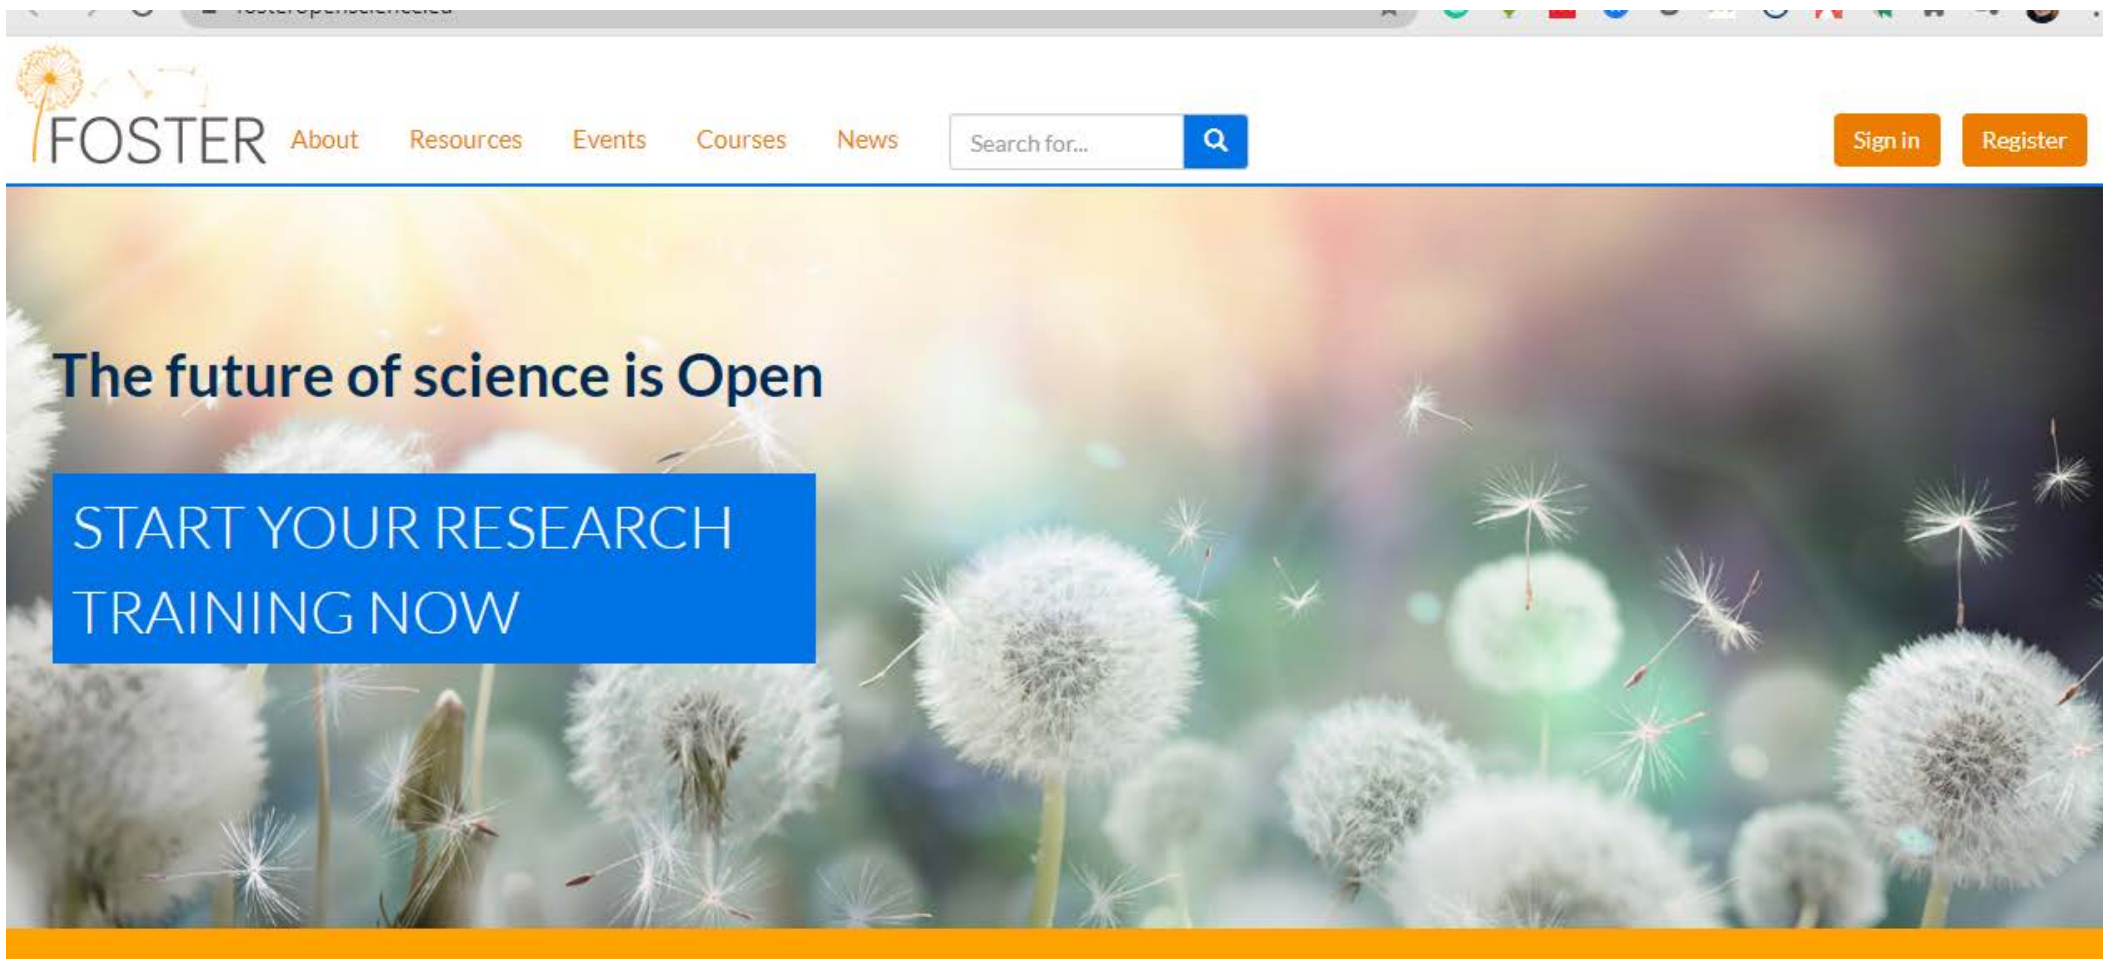 FOSTER
About Resources Events Courses News Search for... Sign in Register
The future of science is Open
START YOUR RESEARCH
TRAINING NOW